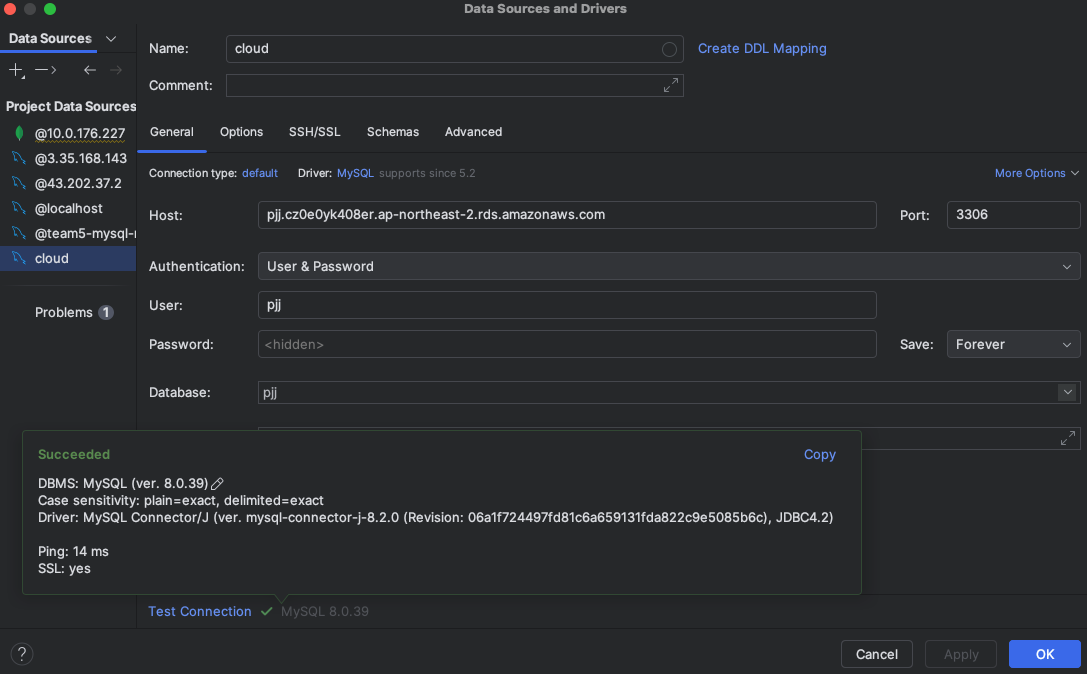 Data Sources and Drivers
Data Sources
Name: cloud Create DDL Mapping
Comment:
Project Data Sources
@10.0.176.227
@3.35.168.143
@43.202.37.2
@localhost
@team5-mysql-
cloud
Problems 1
General Options SSH/SSL Schemas Advanced
Connection type: default Driver: MySQL supports since 5.2 More Options
Host: pjj.cz0e0yk408er.ap-northeast-2.rds.amazonaws.com Port: 3306
Authentication: User & Password
User: pjj
Password: <hidden> Save: Forever
Database: pjj
Succeeded Copy
DBMS: MySQL (ver. 8.0.39)
Case sensitivity: plain=exact, delimited=exact
Driver: MySQL Connector/J (ver. mysql-connector-j-8.2.0 (Revision: 06a1f724497fd81c6a659131fda822c9e5085b6c), JDBC4.2)
Ping: 14 ms
SSL: yes
Test Connection MySQL 8.0.39
? Cancel Apply OK